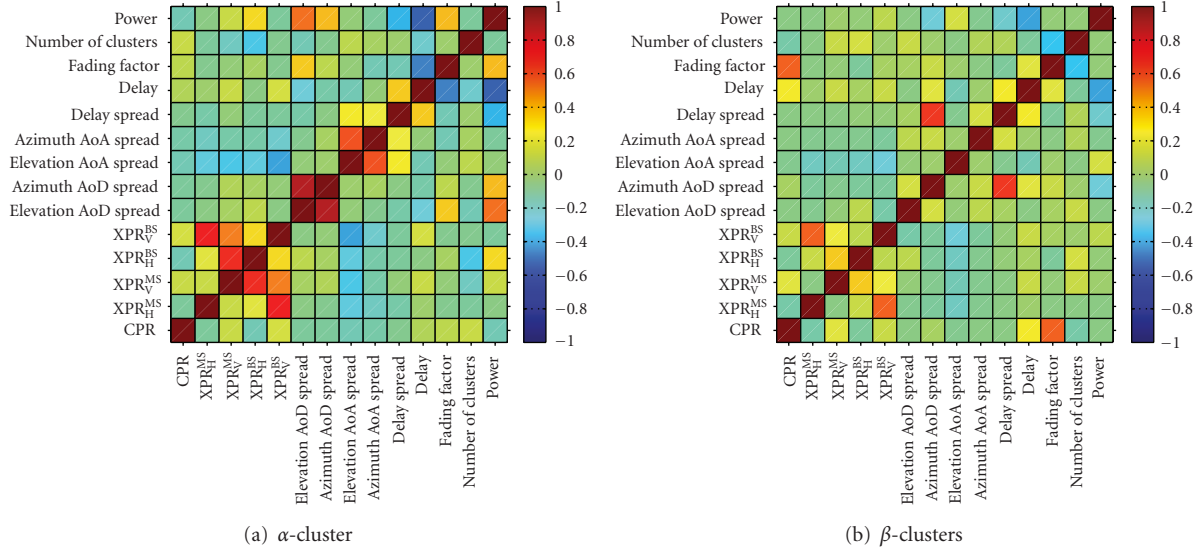 Power
Number of clusters
Fading factor
Delay
Delay spread
Azimuth AoA spread
Elevation AoA spread
Azimuth AoD spread
Elevation AoD spread
XPR_V^BS
XPR_H^BS
XPR_V^MS
XPR_H^MS
CPR
CPR
XPR_H^MS
XPR_V^MS
XPR_H^BS
XPR_V^BS
Elevation AoD spread
Azimuth AoD spread
Elevation AoA spread
Azimuth AoA spread
Delay spread
Delay
Fading factor
Number of clusters
Power
1
0.8
0.6
0.4
0.2
0
−0.2
−0.4
−0.6
−0.8
−1
(a) α-cluster
Power
Number of clusters
Fading factor
Delay
Delay spread
Azimuth AoA spread
Elevation AoA spread
Azimuth AoD spread
Elevation AoD spread
XPR_V^BS
XPR_H^BS
XPR_V^MS
XPR_H^MS
CPR
CPR
XPR_H^MS
XPR_V^MS
XPR_H^BS
XPR_V^BS
Elevation AoD spread
Azimuth AoD spread
Elevation AoA spread
Azimuth AoA spread
Delay spread
Delay
Fading factor
Number of clusters
Power
1
0.8
0.6
0.4
0.2
0
−0.2
−0.4
−0.6
−0.8
−1
(b) β-clusters